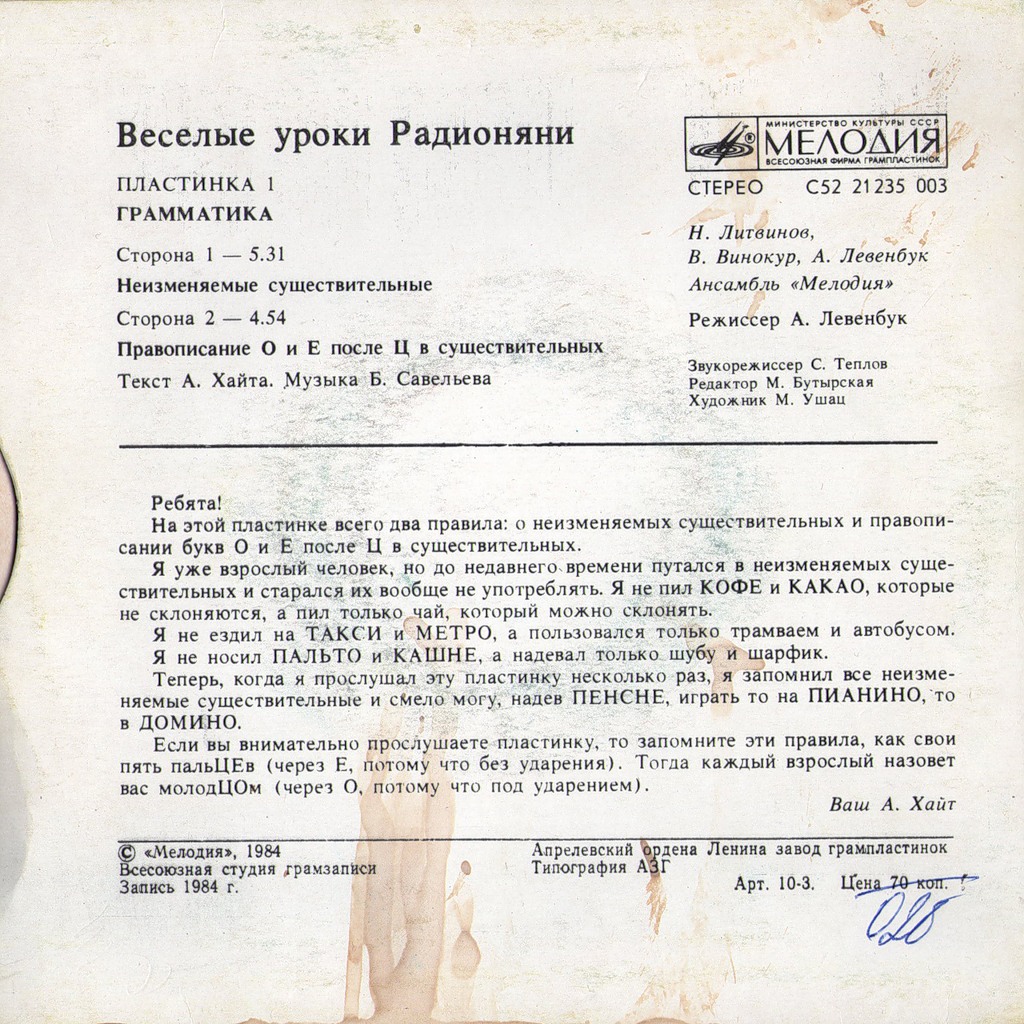 Веселые уроки Радионяни
ПЛАСТИНКА 1
ГРАММАТИКА
Сторона 1 — 5.31
Неизменяемые существительные
Сторона 2 — 4.54
Правописание О и Е после Ц в существительных
Текст А. Хайта. Музыка Б. Савельева
МИНИСТЕРСТВО КУЛЬТУРЫ СССР
МЕЛОДИЯ
ВСЕСОЮЗНАЯ ФИРМА ГРАМПЛАСТИНОК
СТЕРЕО С52 21235 003
Н. Литвинов,
В. Винокур, А. Левенбук
Ансамбль «Мелодия»
Режиссер А. Левенбук
Звукорежиссер С. Теплов
Редактор М. Бутырская
Художник М. Ушац
Ребята!
На этой пластинке всего два правила: о неизменяемых существительных и правопи-
сании букв О и Е после Ц в существительных.
Я уже взрослый человек, но до недавнего времени путался в неизменяемых суще-
ствительных и старался их вообще не употреблять. Я не пил КОФЕ и КАКАО, которые
не склоняются, а пил только чай, который можно склонять.
Я не ездил на ТАКСИ и МЕТРО, а пользовался только трамваем и автобусом.
Я не носил ПАЛЬТО и КАШНЕ, а надевал только шубу и шарфик.
Теперь, когда я прослушал эту пластинку несколько раз, я запомнил все неизме-
няемые существительные и смело могу, надев ПЕНСНЕ, играть то на ПИАНИНО, то
в ДОМИНО.
Если вы внимательно прослушаете пластинку, то запомните эти правила, как свои
пять пальЦЕв (через Е, потому что без ударения). Тогда каждый взрослый назовет
вас молодЦОм (через О, потому что под ударением).
Ваш А. Хайт
© «Мелодия», 1984
Всесоюзная студия грамзаписи
Запись 1984 г.
Апрелевский ордена Ленина завод грампластинок
Типография АЗГ
Арт. 10-3. Цена 70 коп.